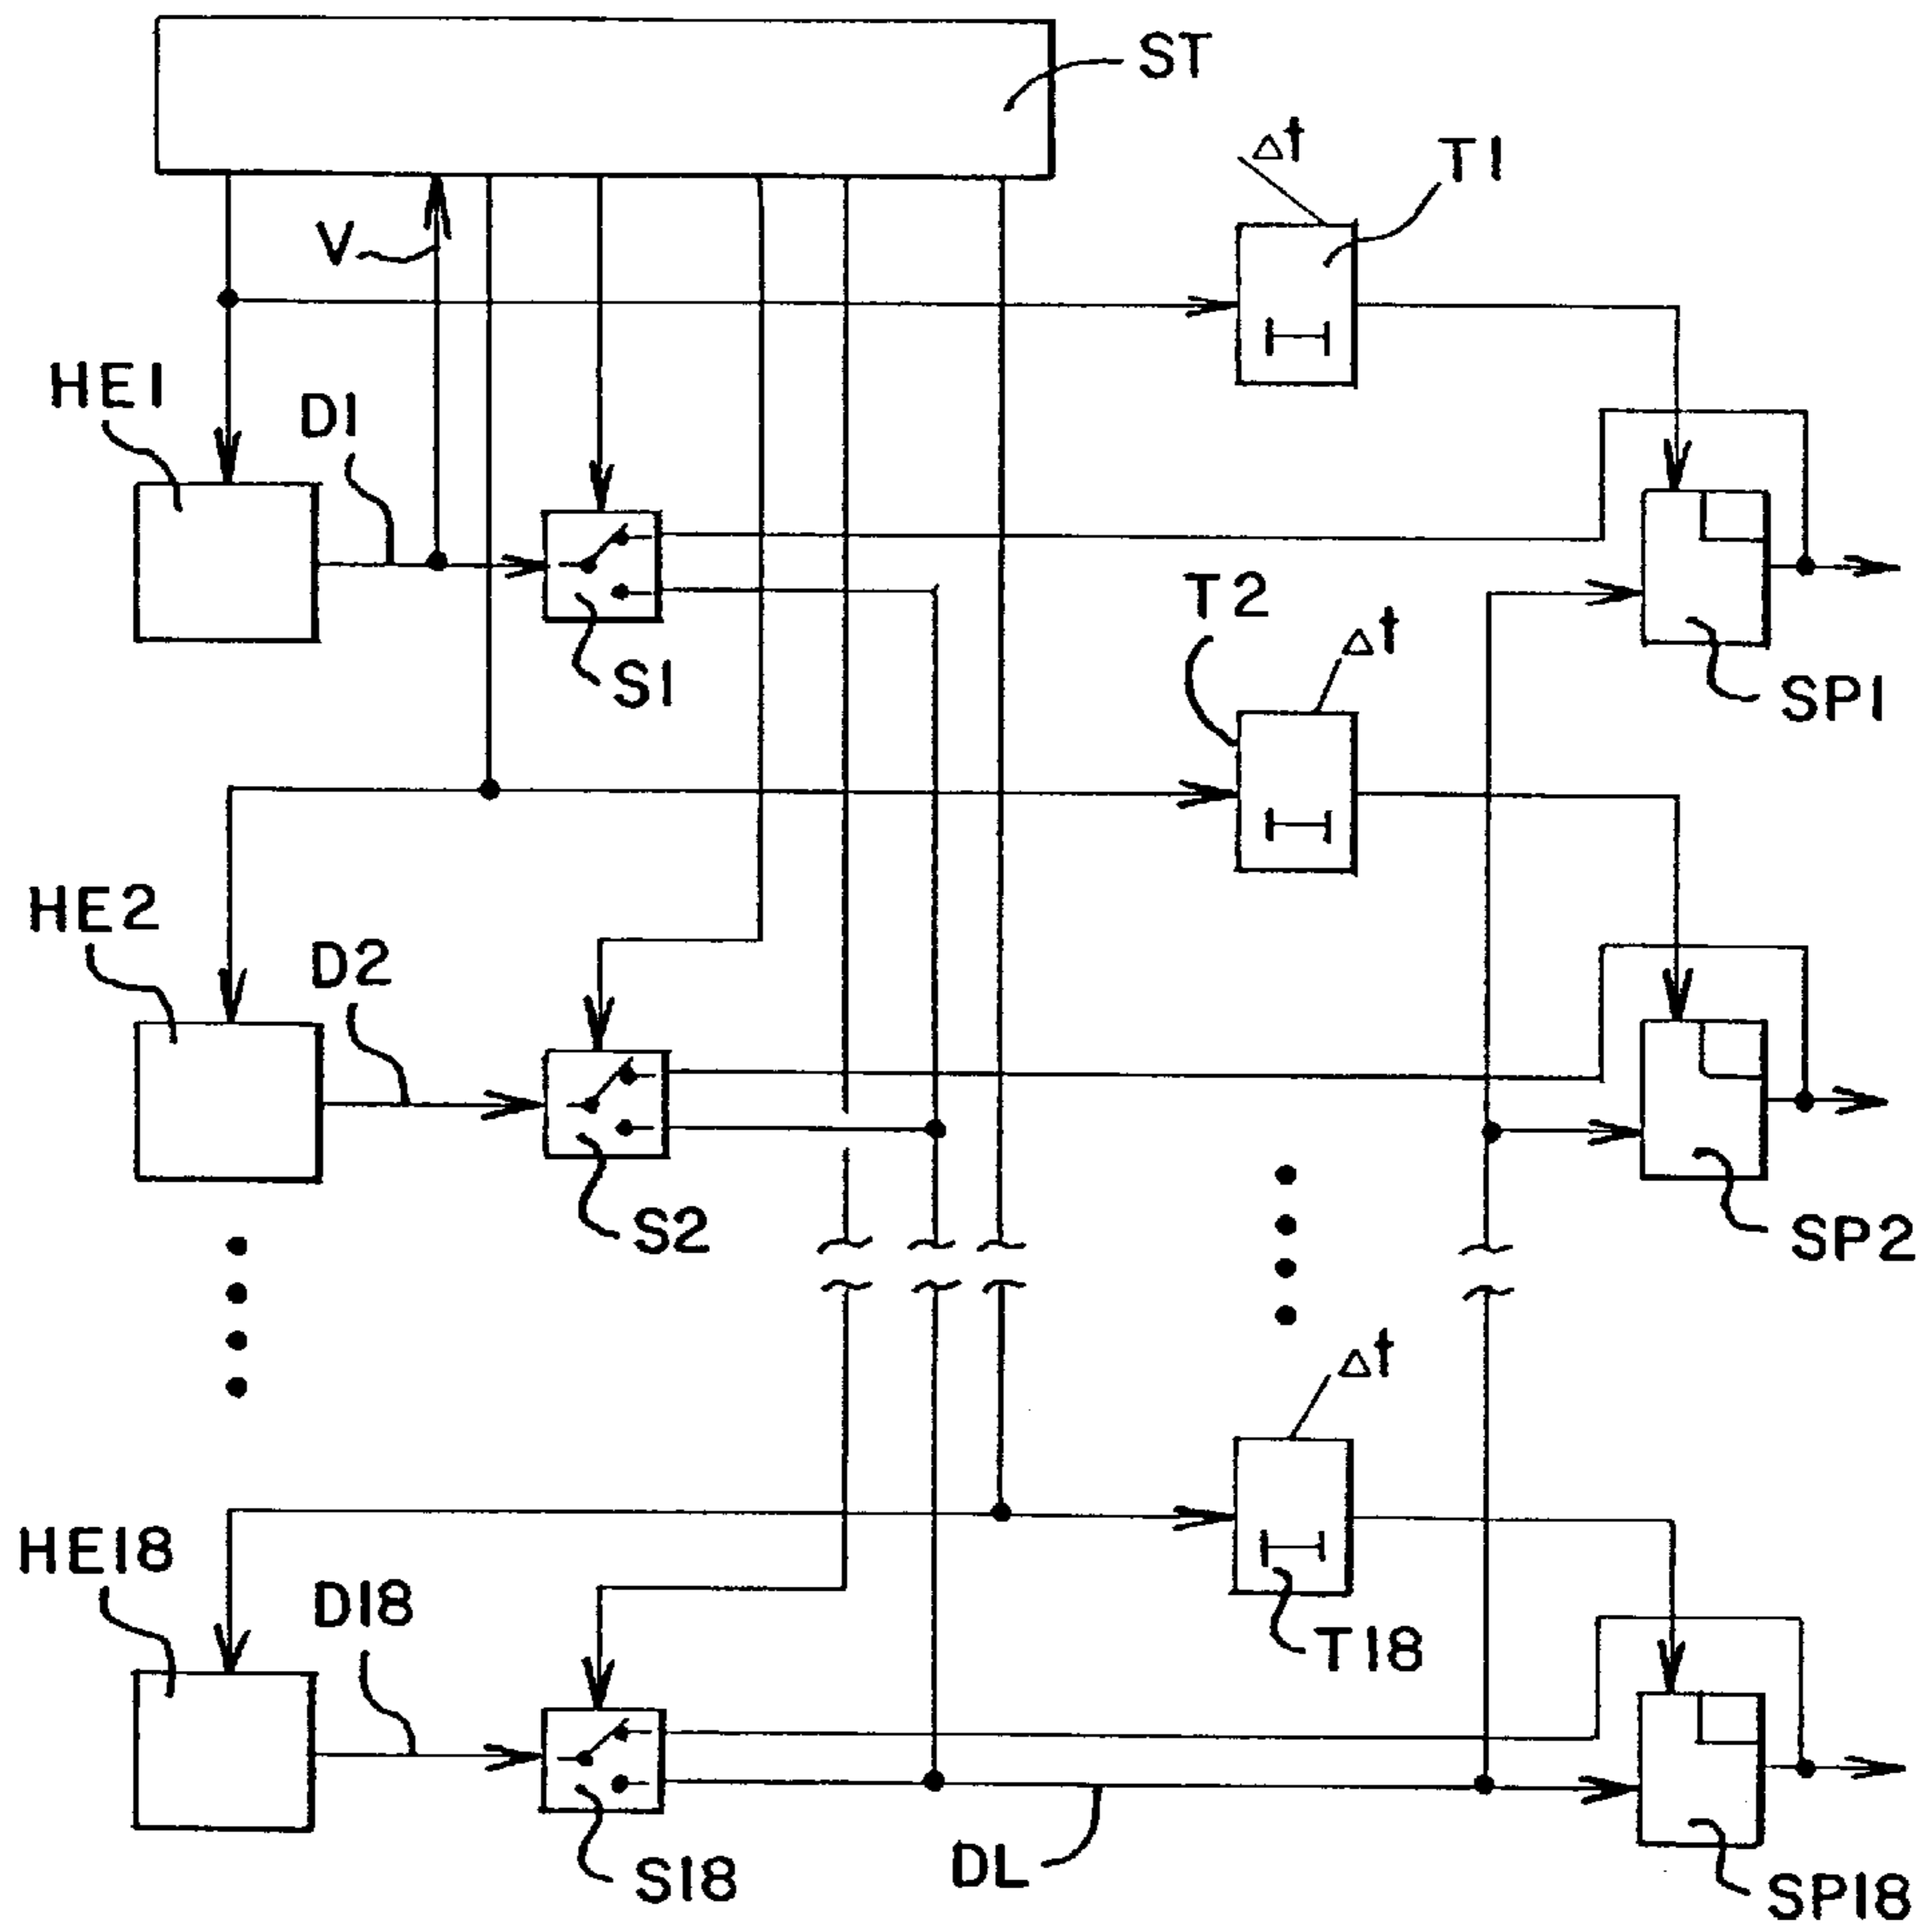 ST
Δt
T1
V
HE1
D1
T2
Δt
S1
SP1
HE2
D2
S2
SP2
Δt
HE18
D18
T18
DL
S18
SP18